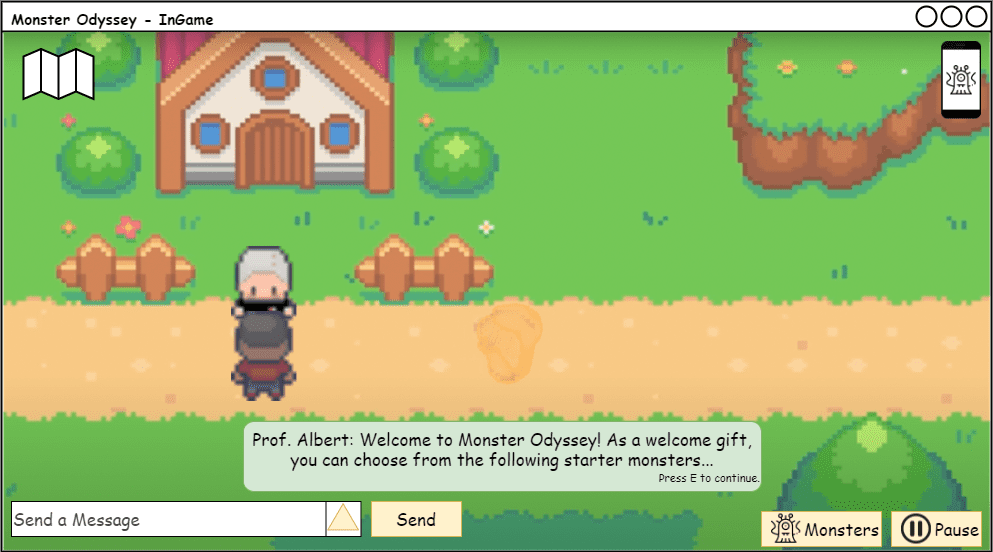 Monster Odyssey - InGame
Prof. Albert: Welcome to Monster Odyssey! As a welcome gift,
you can choose from the following starter monsters...
Press E to continue.
Send a Message
Send
Monsters
Pause